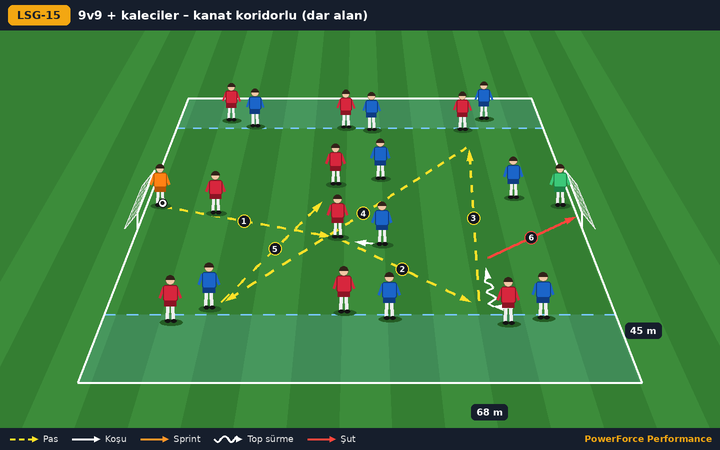 LSG-15 9v9 + kaleciler – kanat koridorlu (dar alan)
4
3
1
5
6
2
45 m
68 m
Pas Koşu Sprint Top sürme Şut PowerForce Performance